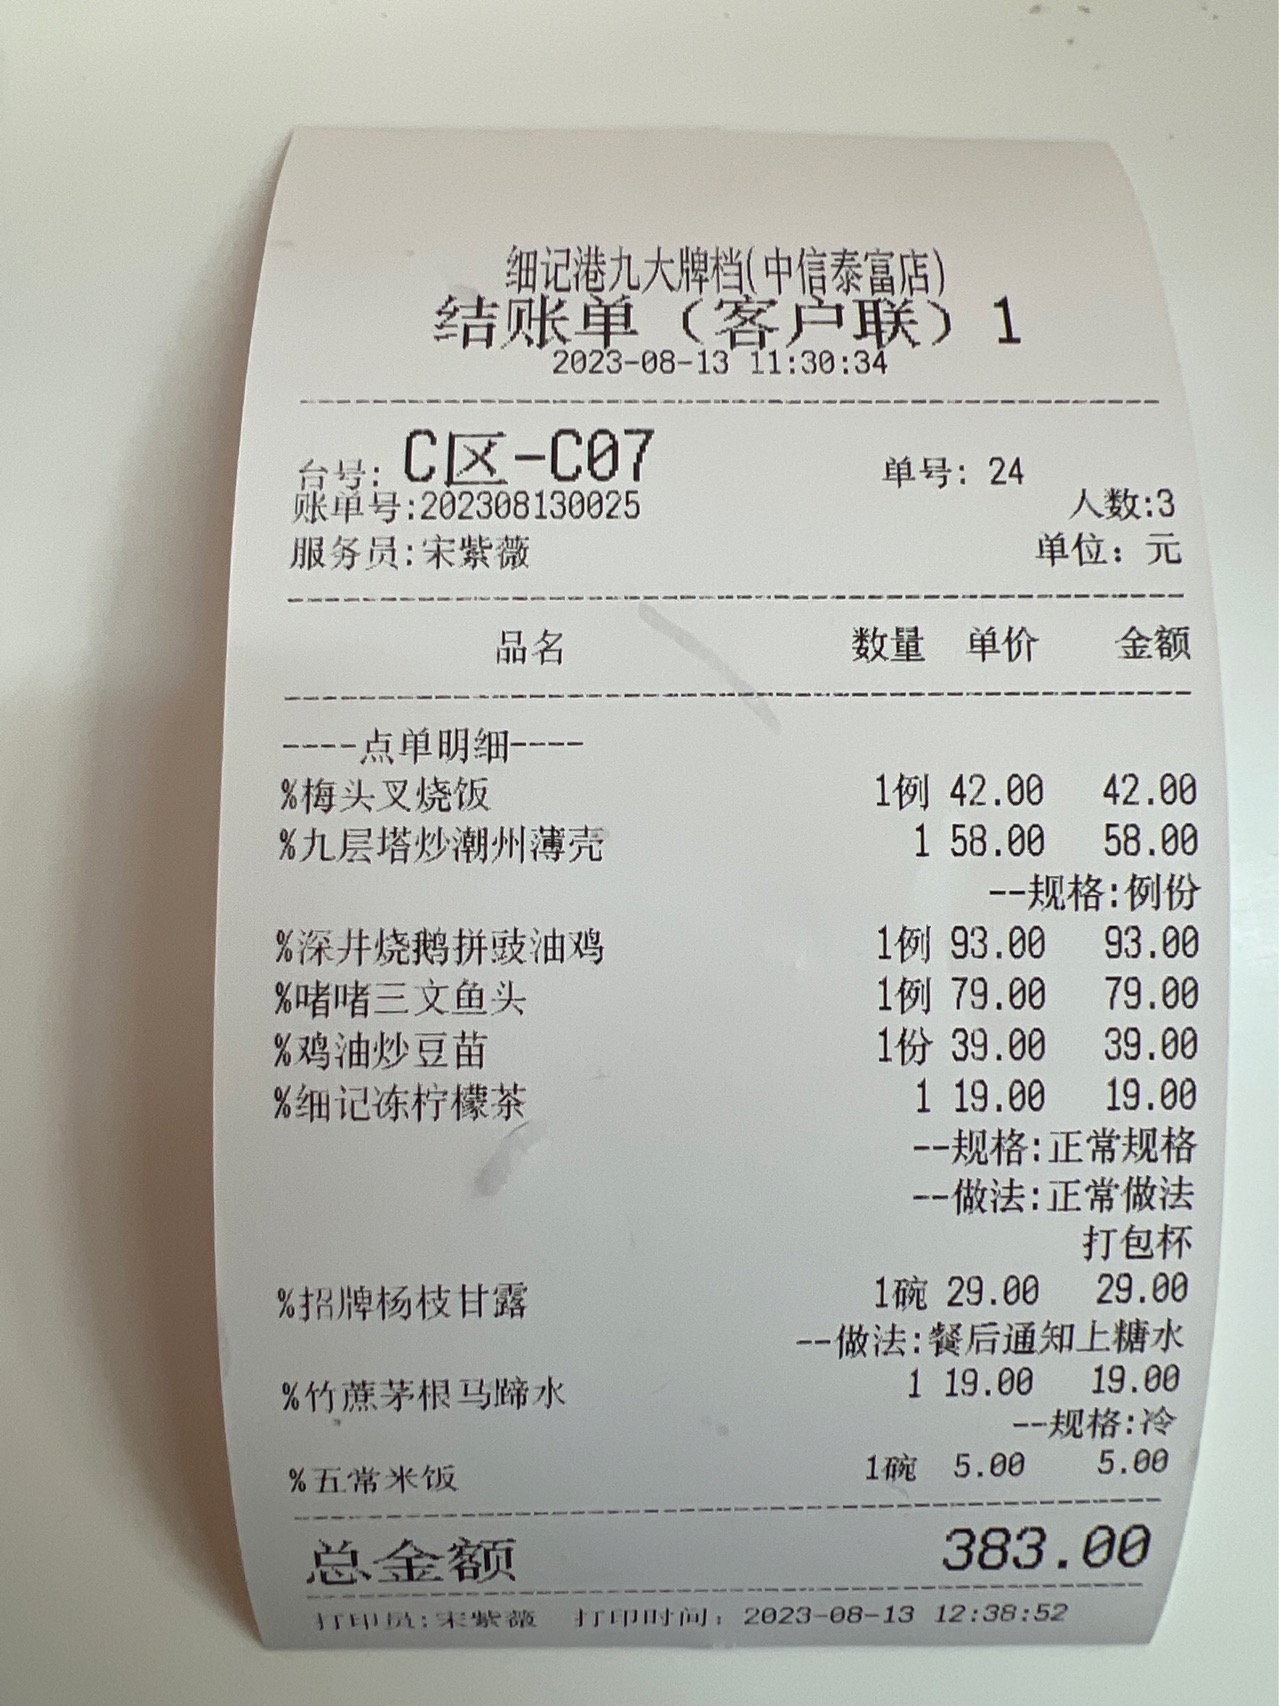 细记港九大牌档(中信泰富店)
结账单（客户联）1
2023-08-13 11:30:34
台号: C区-C07 单号: 24
账单号:202308130025 人数:3
服务员:宋紫薇 单位：元
品名 数量 单价 金额
----点单明细----
%梅头叉烧饭 1例 42.00 42.00
%九层塔炒潮州薄壳 1 58.00 58.00
--规格:例份
%深井烧鹅拼豉油鸡 1例 93.00 93.00
%啫啫三文鱼头 1例 79.00 79.00
%鸡油炒豆苗 1份 39.00 39.00
%细记冻柠檬茶 1 19.00 19.00
--规格:正常规格
--做法:正常做法
打包杯
%招牌杨枝甘露 1碗 29.00 29.00
--做法:餐后通知上糖水
%竹蔗茅根马蹄水 1 19.00 19.00
--规格:冷
%五常米饭 1碗 5.00 5.00
总金额 383.00
打印员:宋紫薇 打印时间：2023-08-13 12:38:52